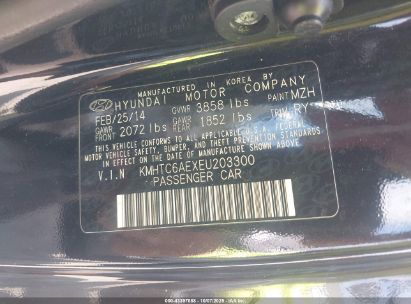 MANUFACTURED IN KOREA BY
HYUNDAI MOTOR COMPANY
FEB/25/14 GVWR 3858 lbs PAINT MZH
GAWR FRONT 2072 lbs GAWR REAR 1852 lbs TRIM RY
THIS VEHICLE CONFORMS TO ALL APPLICABLE U.S.A. FEDERAL
MOTOR VEHICLE SAFETY, BUMPER, AND THEFT PREVENTION STANDARDS
IN EFFECT ON THE DATE OF MANUFACTURE SHOWN ABOVE.
V.I.N KMHTC6AEXEU203300
PASSENGER CAR